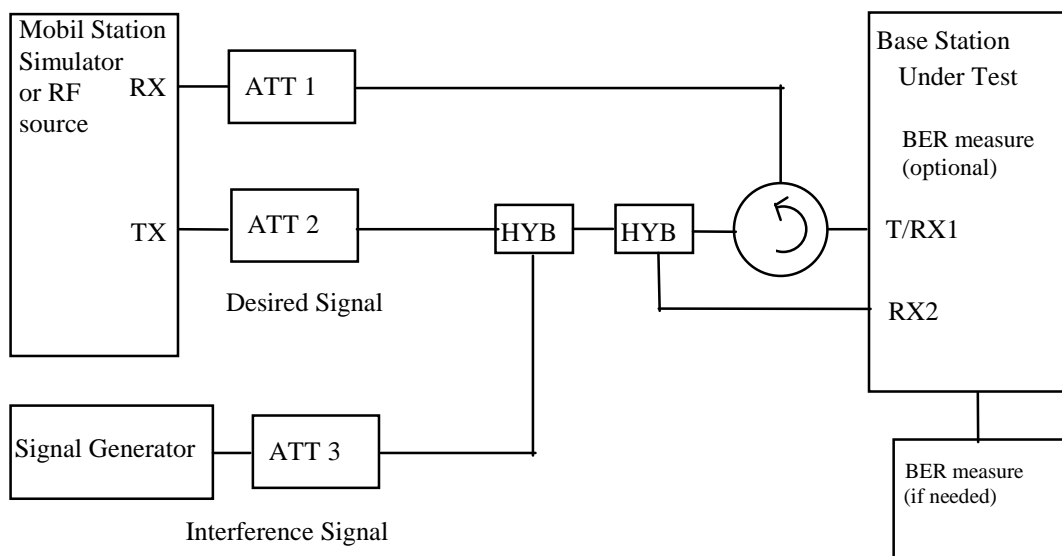 Mobil Station
Simulator
or RF
source
RX
TX
ATT 1
ATT 2
Desired Signal
HYB
HYB
Base Station
Under Test
BER measure
(optional)
T/RX1
RX2
Signal Generator
ATT 3
Interference Signal
BER measure
(if needed)